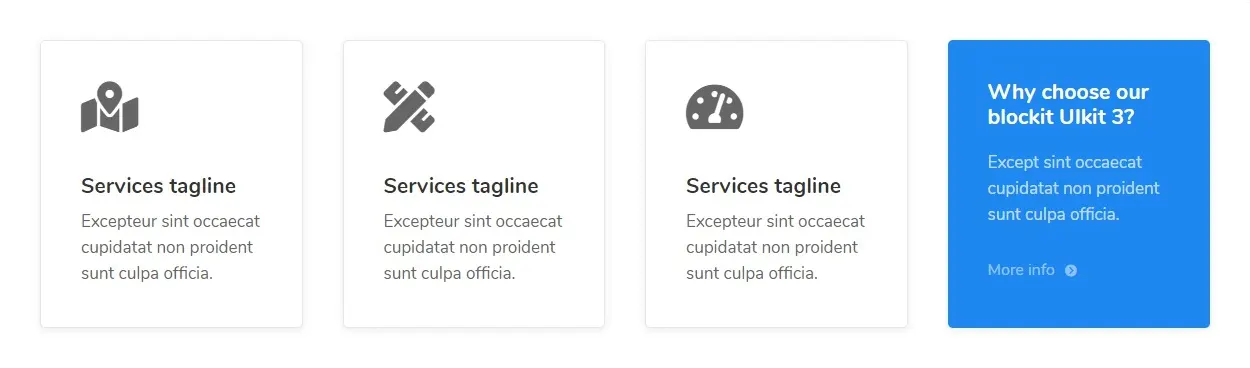 Services tagline
Excepteur sint occaecat
cupidatat non proident
sunt culpa officia.
Services tagline
Excepteur sint occaecat
cupidatat non proident
sunt culpa officia.
Services tagline
Excepteur sint occaecat
cupidatat non proident
sunt culpa officia.
Why choose our
blockit UIkit 3?
Except sint occaecat
cupidatat non proident
sunt culpa officia.
More info